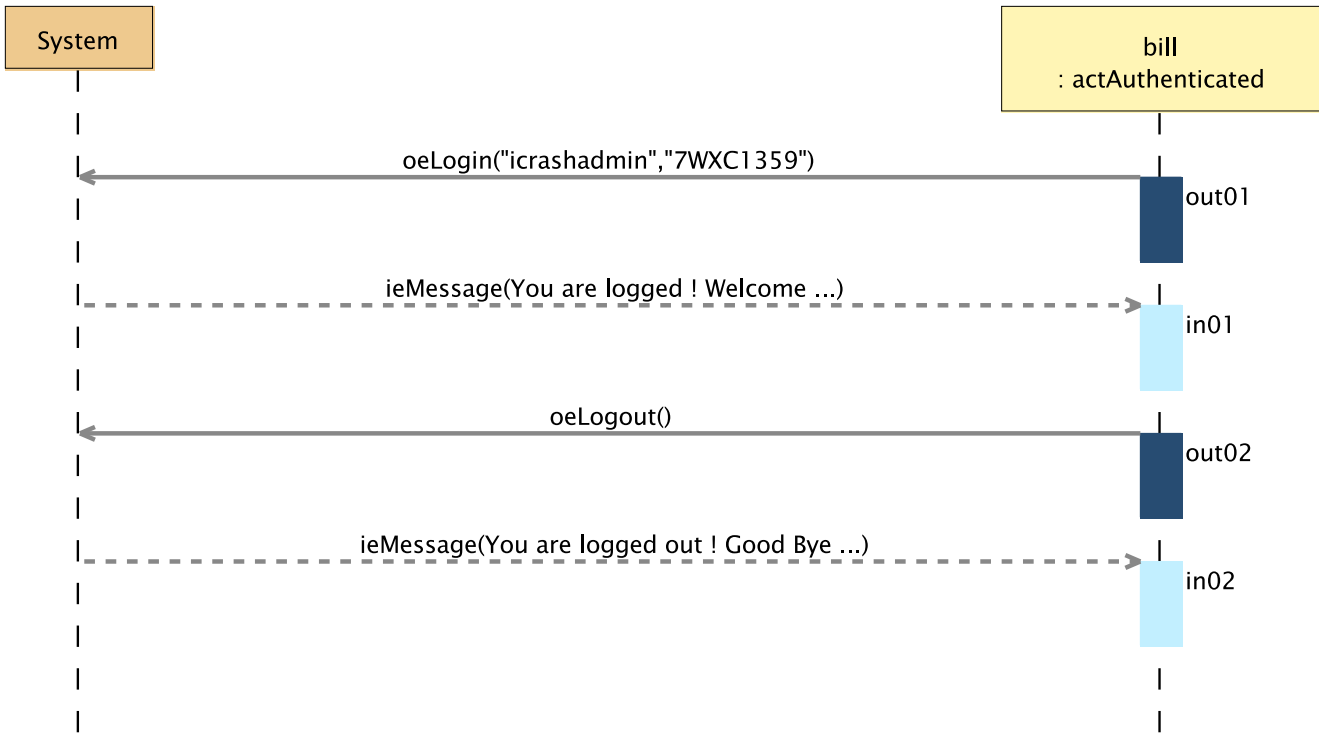 System
bill
: actAuthenticated
oeLogin("icrashadmin","7WXC1359")
out01
ieMessage(You are logged ! Welcome ...)
in01
oeLogout()
out02
ieMessage(You are logged out ! Good Bye ...)
in02